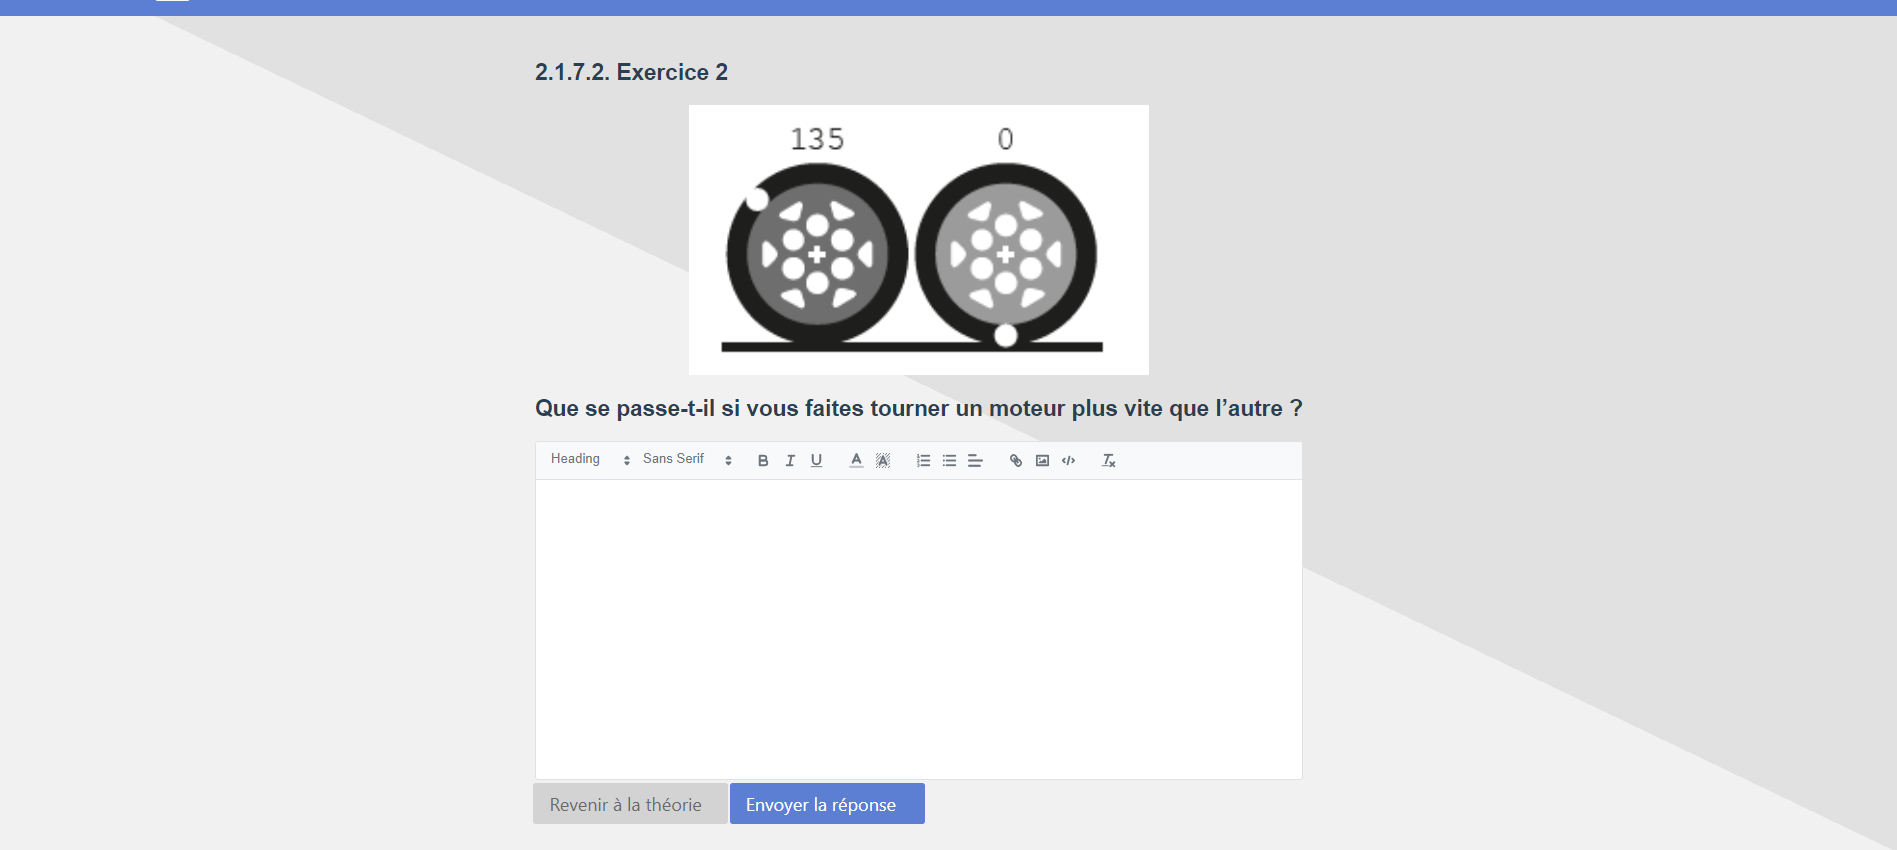 2.1.7.2. Exercice 2
135 0
Que se passe-t-il si vous faites tourner un moteur plus vite que l’autre ?
Heading Sans Serif
Revenir à la théorie Envoyer la réponse